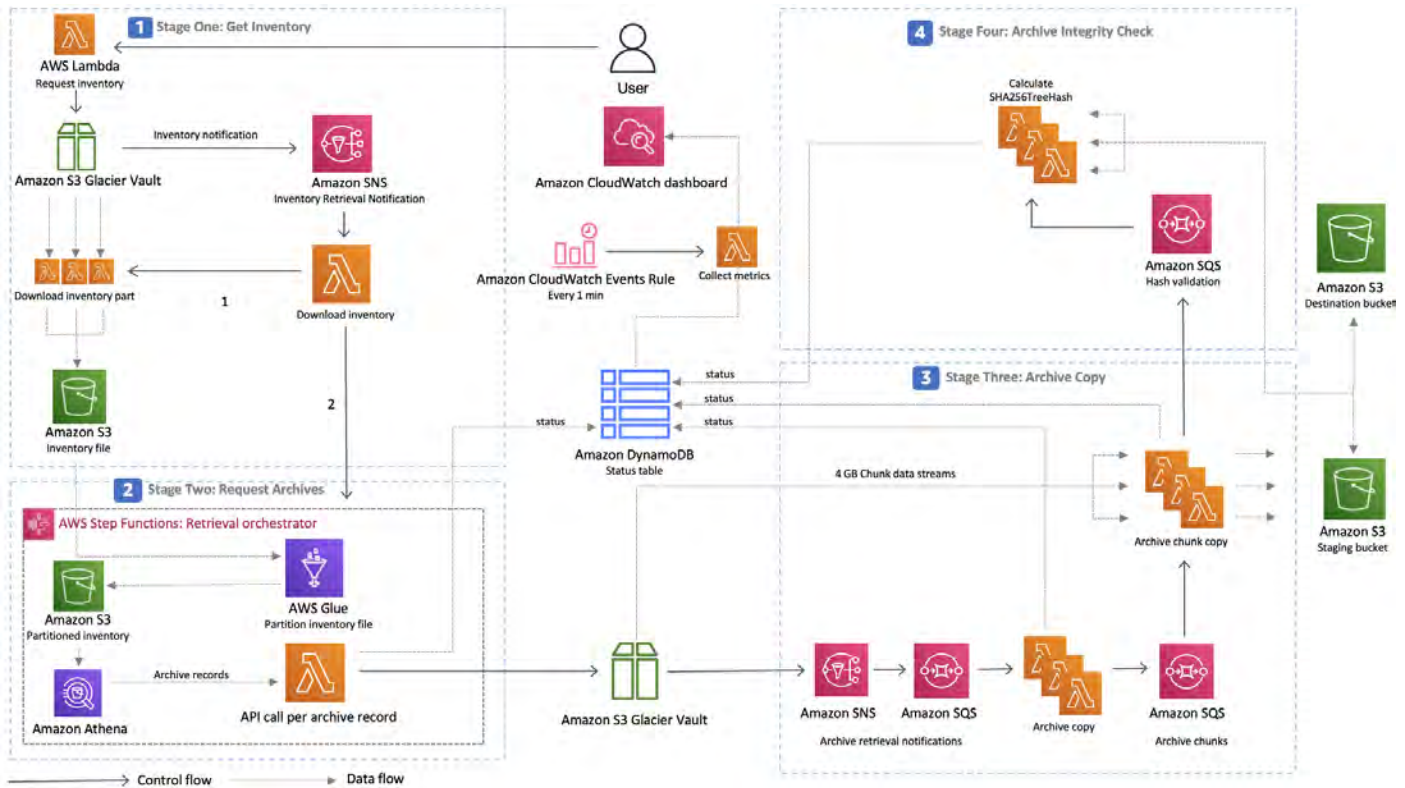 1 Stage One: Get Inventory
AWS Lambda
Request inventory
Inventory notification
Amazon S3 Glacier Vault
Amazon SNS
Inventory Retrieval Notification
Download inventory part
1
Download inventory
2
Amazon S3
Inventory file
User
Amazon CloudWatch dashboard
Amazon CloudWatch Events Rule
Every 1 min
Collect metrics
status
status
status
status
Amazon DynamoDB
Status table
4 Stage Four: Archive Integrity Check
Calculate
SHA256TreeHash
Amazon SQS
Hash validation
Amazon S3
Destination bucket
2 Stage Two: Request Archives
AWS Step Functions: Retrieval orchestrator
AWS Glue
Partition inventory file
Amazon S3
Partitioned inventory
Archive records
Amazon Athena
API call per archive record
Amazon S3 Glacier Vault
3 Stage Three: Archive Copy
4 GB Chunk data streams
Archive chunk copy
Amazon S3
Staging bucket
Amazon SNS
Amazon SQS
Archive retrieval notifications
Archive copy
Amazon SQS
Archive chunks
Control flow
Data flow